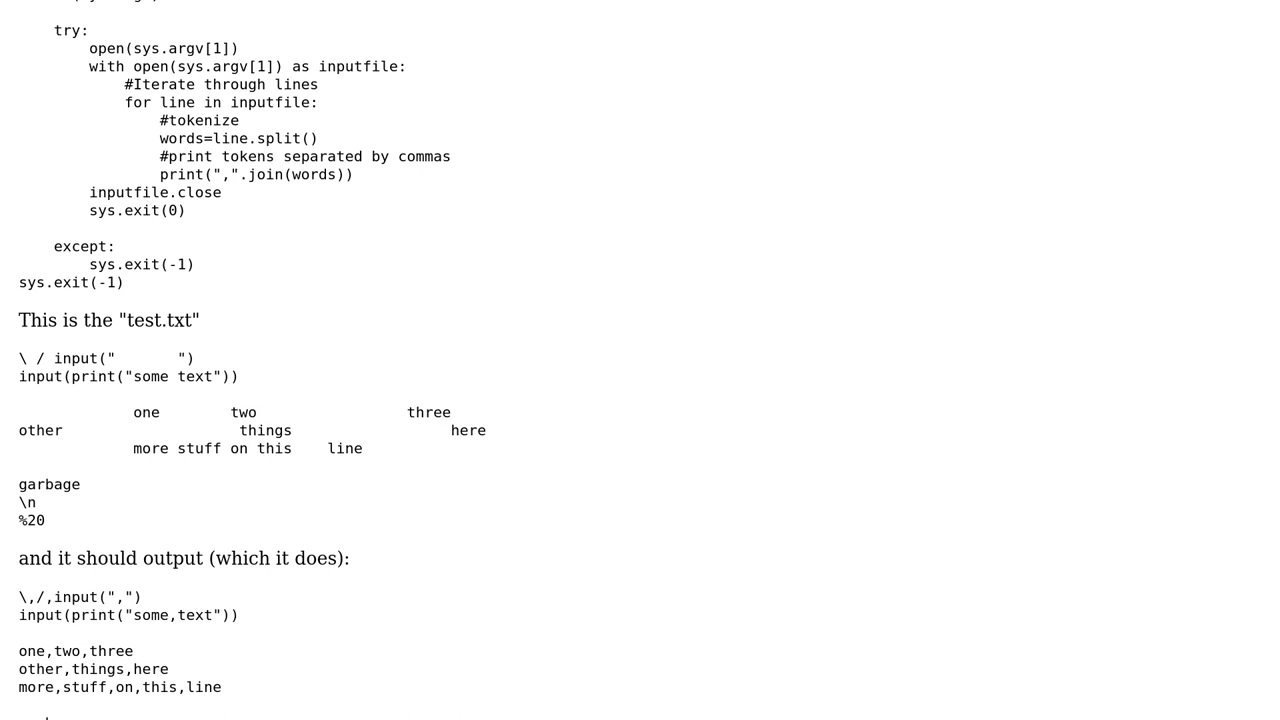 try:
        open(sys.argv[1])
        with open(sys.argv[1]) as inputfile:
            #Iterate through lines
            for line in inputfile:
                #tokenize
                words=line.split()
                #print tokens separated by commas
                print(",".join(words))
        inputfile.close
        sys.exit(0)

    except:
        sys.exit(-1)
sys.exit(-1)
This is the "test.txt"
\ / input("       ")
input(print("some text"))

             one        two                 three
other                    things                  here
             more stuff on this    line

garbage
\n
%20
and it should output (which it does):
\,/,input(",")
input(print("some,text"))

one,two,three
other,things,here
more,stuff,on,this,line